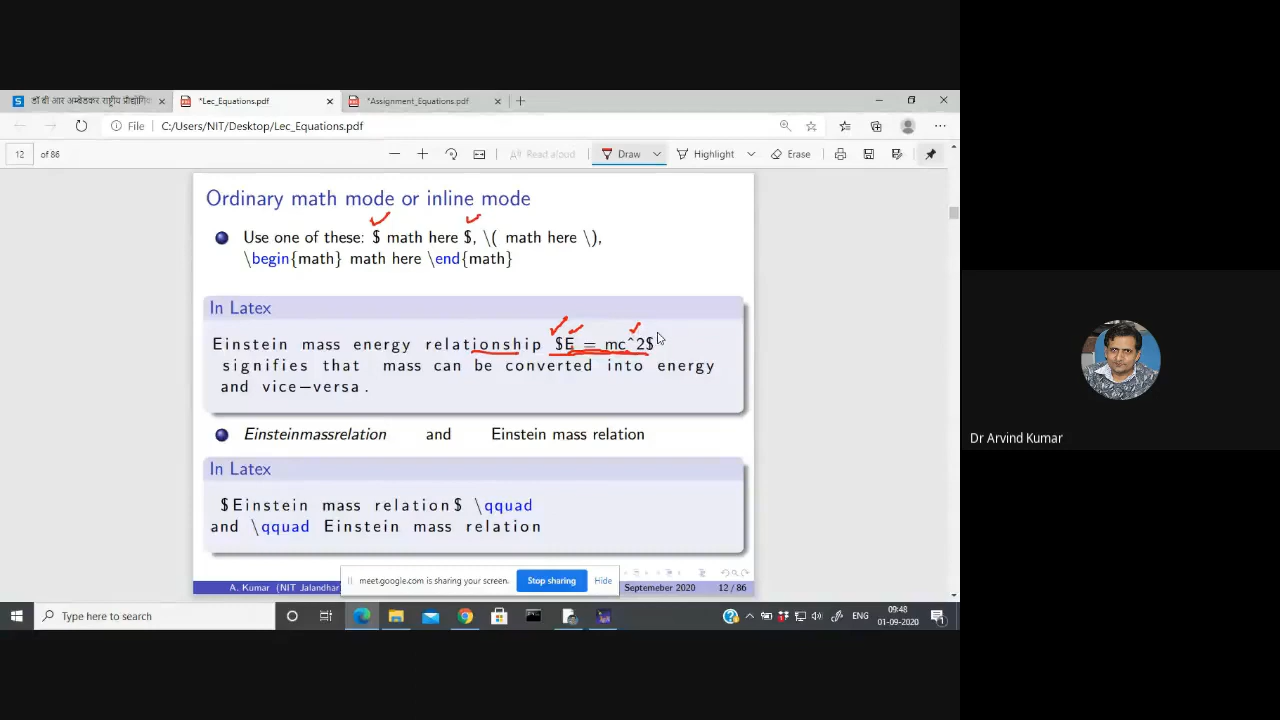 डॉ बी आर अम्बेडकर राष्ट्रीय प्रौद्योगिक
*Lec_Equations.pdf
*Assignment_Equations.pdf
File
C:/Users/NIT/Desktop/Lec_Equations.pdf
12 of 86
Read aloud
Draw
Highlight
Erase
Ordinary math mode or inline mode
Use one of these: $ math here $, \( math here \),
\begin{math} math here \end{math}
In Latex
Einstein mass energy relationship $E = mc^2$
signifies that mass can be converted into energy
and vice-versa.
Einsteinmassrelation and Einstein mass relation
In Latex
$Einstein mass relation$ \qquad
and \qquad Einstein mass relation
Dr Arvind Kumar
meet.google.com is sharing your screen.
Stop sharing
Hide
A. Kumar (NIT Jalandhar)
Septemeber 2020
12 / 86
Type here to search
ENG
09:48
01-09-2020
1